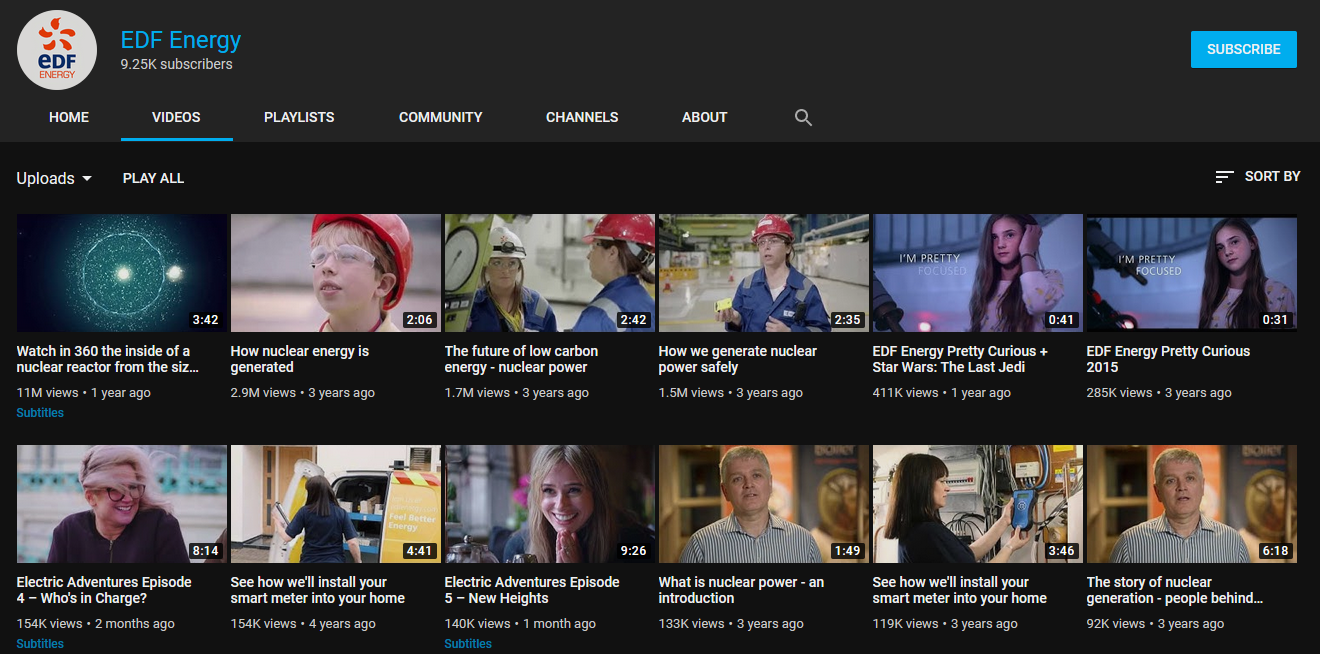 eDF
ENERGY
EDF Energy
9.25K subscribers
SUBSCRIBE
HOME
VIDEOS
PLAYLISTS
COMMUNITY
CHANNELS
ABOUT
Uploads
PLAY ALL
SORT BY
3:42
Watch in 360 the inside of a
nuclear reactor from the siz...
11M views • 1 year ago
Subtitles
2:06
How nuclear energy is
generated
2.9M views • 3 years ago
2:42
The future of low carbon
energy - nuclear power
1.7M views • 3 years ago
2:35
How we generate nuclear
power safely
1.5M views • 3 years ago
I'M PRETTY
FOCUSED
0:41
EDF Energy Pretty Curious +
Star Wars: The Last Jedi
411K views • 1 year ago
I'M PRETTY
FOCUSED
0:31
EDF Energy Pretty Curious
2015
285K views • 3 years ago
8:14
Electric Adventures Episode
4 – Who's in Charge?
154K views • 2 months ago
Subtitles
Feel Better
Energy
4:41
See how we'll install your
smart meter into your home
154K views • 4 years ago
9:26
Electric Adventures Episode
5 – New Heights
140K views • 1 month ago
Subtitles
1:49
What is nuclear power - an
introduction
133K views • 3 years ago
3:46
See how we'll install your
smart meter into your home
119K views • 3 years ago
6:18
The story of nuclear
generation - people behind...
92K views • 3 years ago